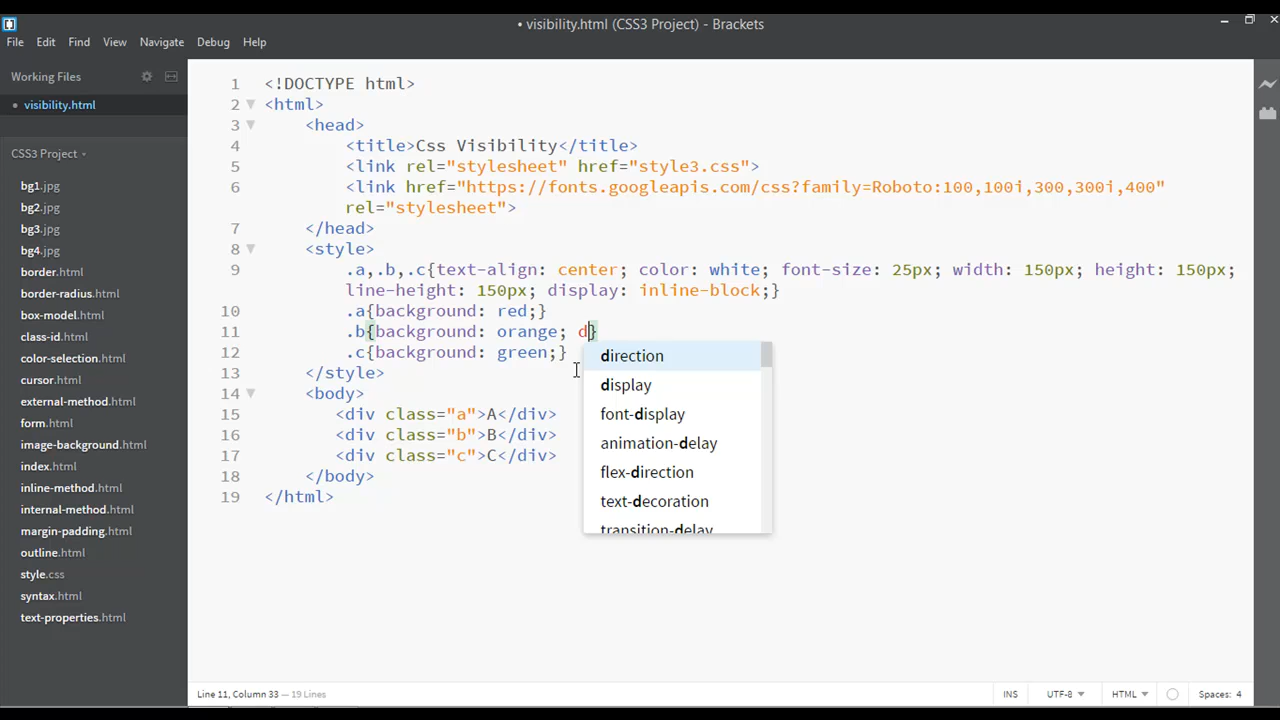 • visibility.html (CSS3 Project) - Brackets
File Edit Find View Navigate Debug Help
Working Files
• visibility.html
CSS3 Project
bg1.jpg
bg2.jpg
bg3.jpg
bg4.jpg
border.html
border-radius.html
box-model.html
class-id.html
color-selection.html
cursor.html
external-method.html
form.html
image-background.html
index.html
inline-method.html
internal-method.html
margin-padding.html
outline.html
style.css
syntax.html
text-properties.html
1 <!DOCTYPE html>
2 <html>
3 <head>
4 <title>Css Visibility</title>
5 <link rel="stylesheet" href="style3.css">
6 <link href="https://fonts.googleapis.com/css?family=Roboto:100,100i,300,300i,400"
rel="stylesheet">
7 </head>
8 <style>
9 .a,.b,.c{text-align: center; color: white; font-size: 25px; width: 150px; height: 150px;
line-height: 150px; display: inline-block;}
10 .a{background: red;}
11 .b{background: orange; d}
12 .c{background: green;}
13 </style>
14 <body>
15 <div class="a">A</div>
16 <div class="b">B</div>
17 <div class="c">C</div>
18 </body>
19 </html>
direction
display
font-display
animation-delay
flex-direction
text-decoration
transition-delay
Line 11, Column 33 — 19 Lines
INS UTF-8 HTML Spaces: 4